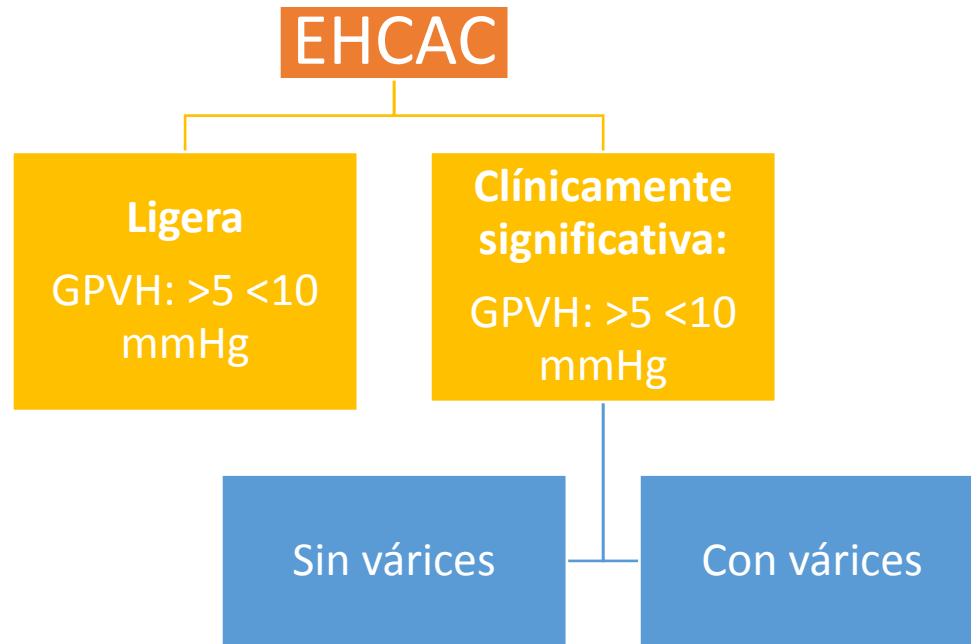 EHCAC
Ligera
GPVH: >5 <10
mmHg
Clínicamente
significativa:
GPVH: >5 <10
mmHg
Sin várices
Con várices